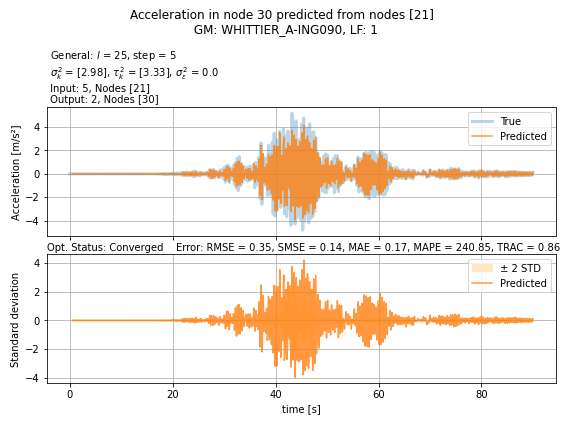 Acceleration in node 30 predicted from nodes [21]
GM: WHITTIER_A-ING090, LF: 1
General: l = 25, step = 5
σ²ₖ = [2.98], τ²ₖ = [3.33], σ²ε = 0.0
Input: 5, Nodes [21]
Output: 2, Nodes [30]
Acceleration [m/s²]
4
2
0
−2
−4
True
Predicted
Opt. Status: Converged Error: RMSE = 0.35, SMSE = 0.14, MAE = 0.17, MAPE = 240.85, TRAC = 0.86
Standard deviation
4
2
0
−2
−4
± 2 STD
Predicted
0 20 40 60 80
time [s]